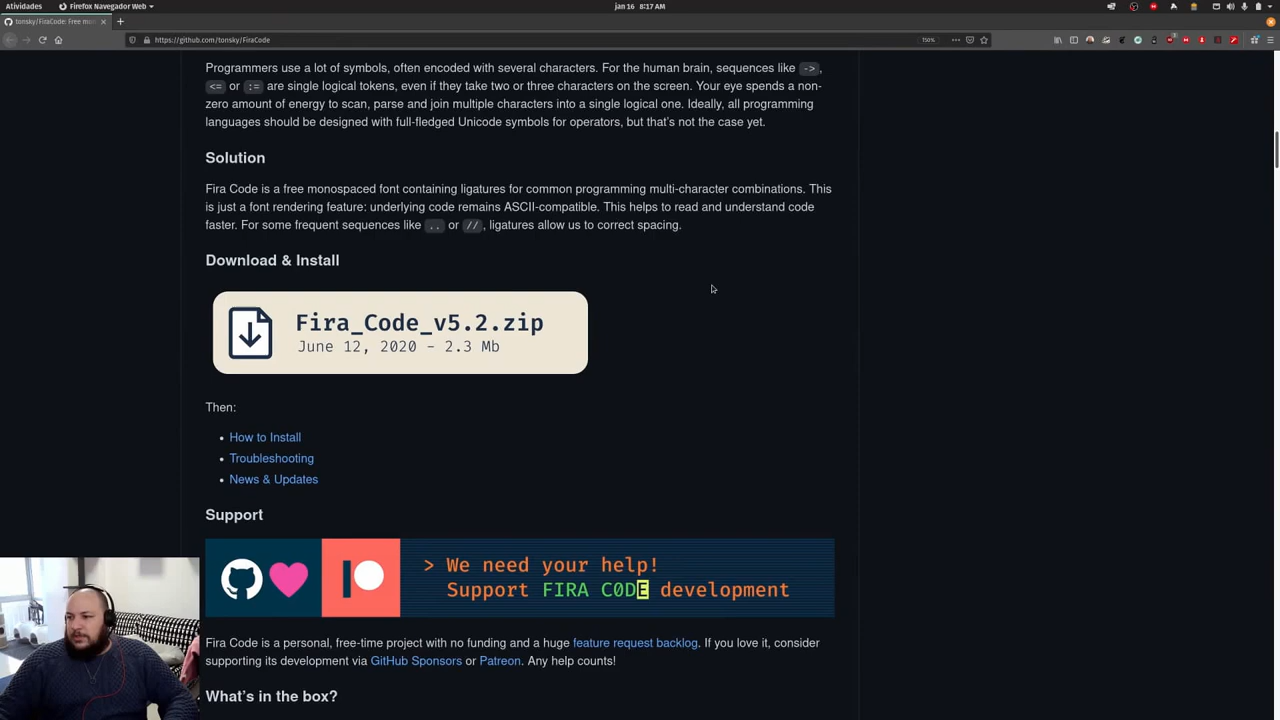 Atividades
Firefox Navegador Web
jan 16 8:17 AM
tonsky/FiraCode: Free mo
https://github.com/tonsky/FiraCode
150%
Programmers use a lot of symbols, often encoded with several characters. For the human brain, sequences like ->,
<= or := are single logical tokens, even if they take two or three characters on the screen. Your eye spends a non-
zero amount of energy to scan, parse and join multiple characters into a single logical one. Ideally, all programming
languages should be designed with full-fledged Unicode symbols for operators, but that's not the case yet.
Solution
Fira Code is a free monospaced font containing ligatures for common programming multi-character combinations. This
is just a font rendering feature: underlying code remains ASCII-compatible. This helps to read and understand code
faster. For some frequent sequences like .. or //, ligatures allow us to correct spacing.
Download & Install
Fira_Code_v5.2.zip
June 12, 2020 – 2.3 Mb
Then:
• How to Install
• Troubleshooting
• News & Updates
Support
> We need your help!
Support FIRA C0DE development
Fira Code is a personal, free-time project with no funding and a huge feature request backlog. If you love it, consider
supporting its development via GitHub Sponsors or Patreon. Any help counts!
What's in the box?